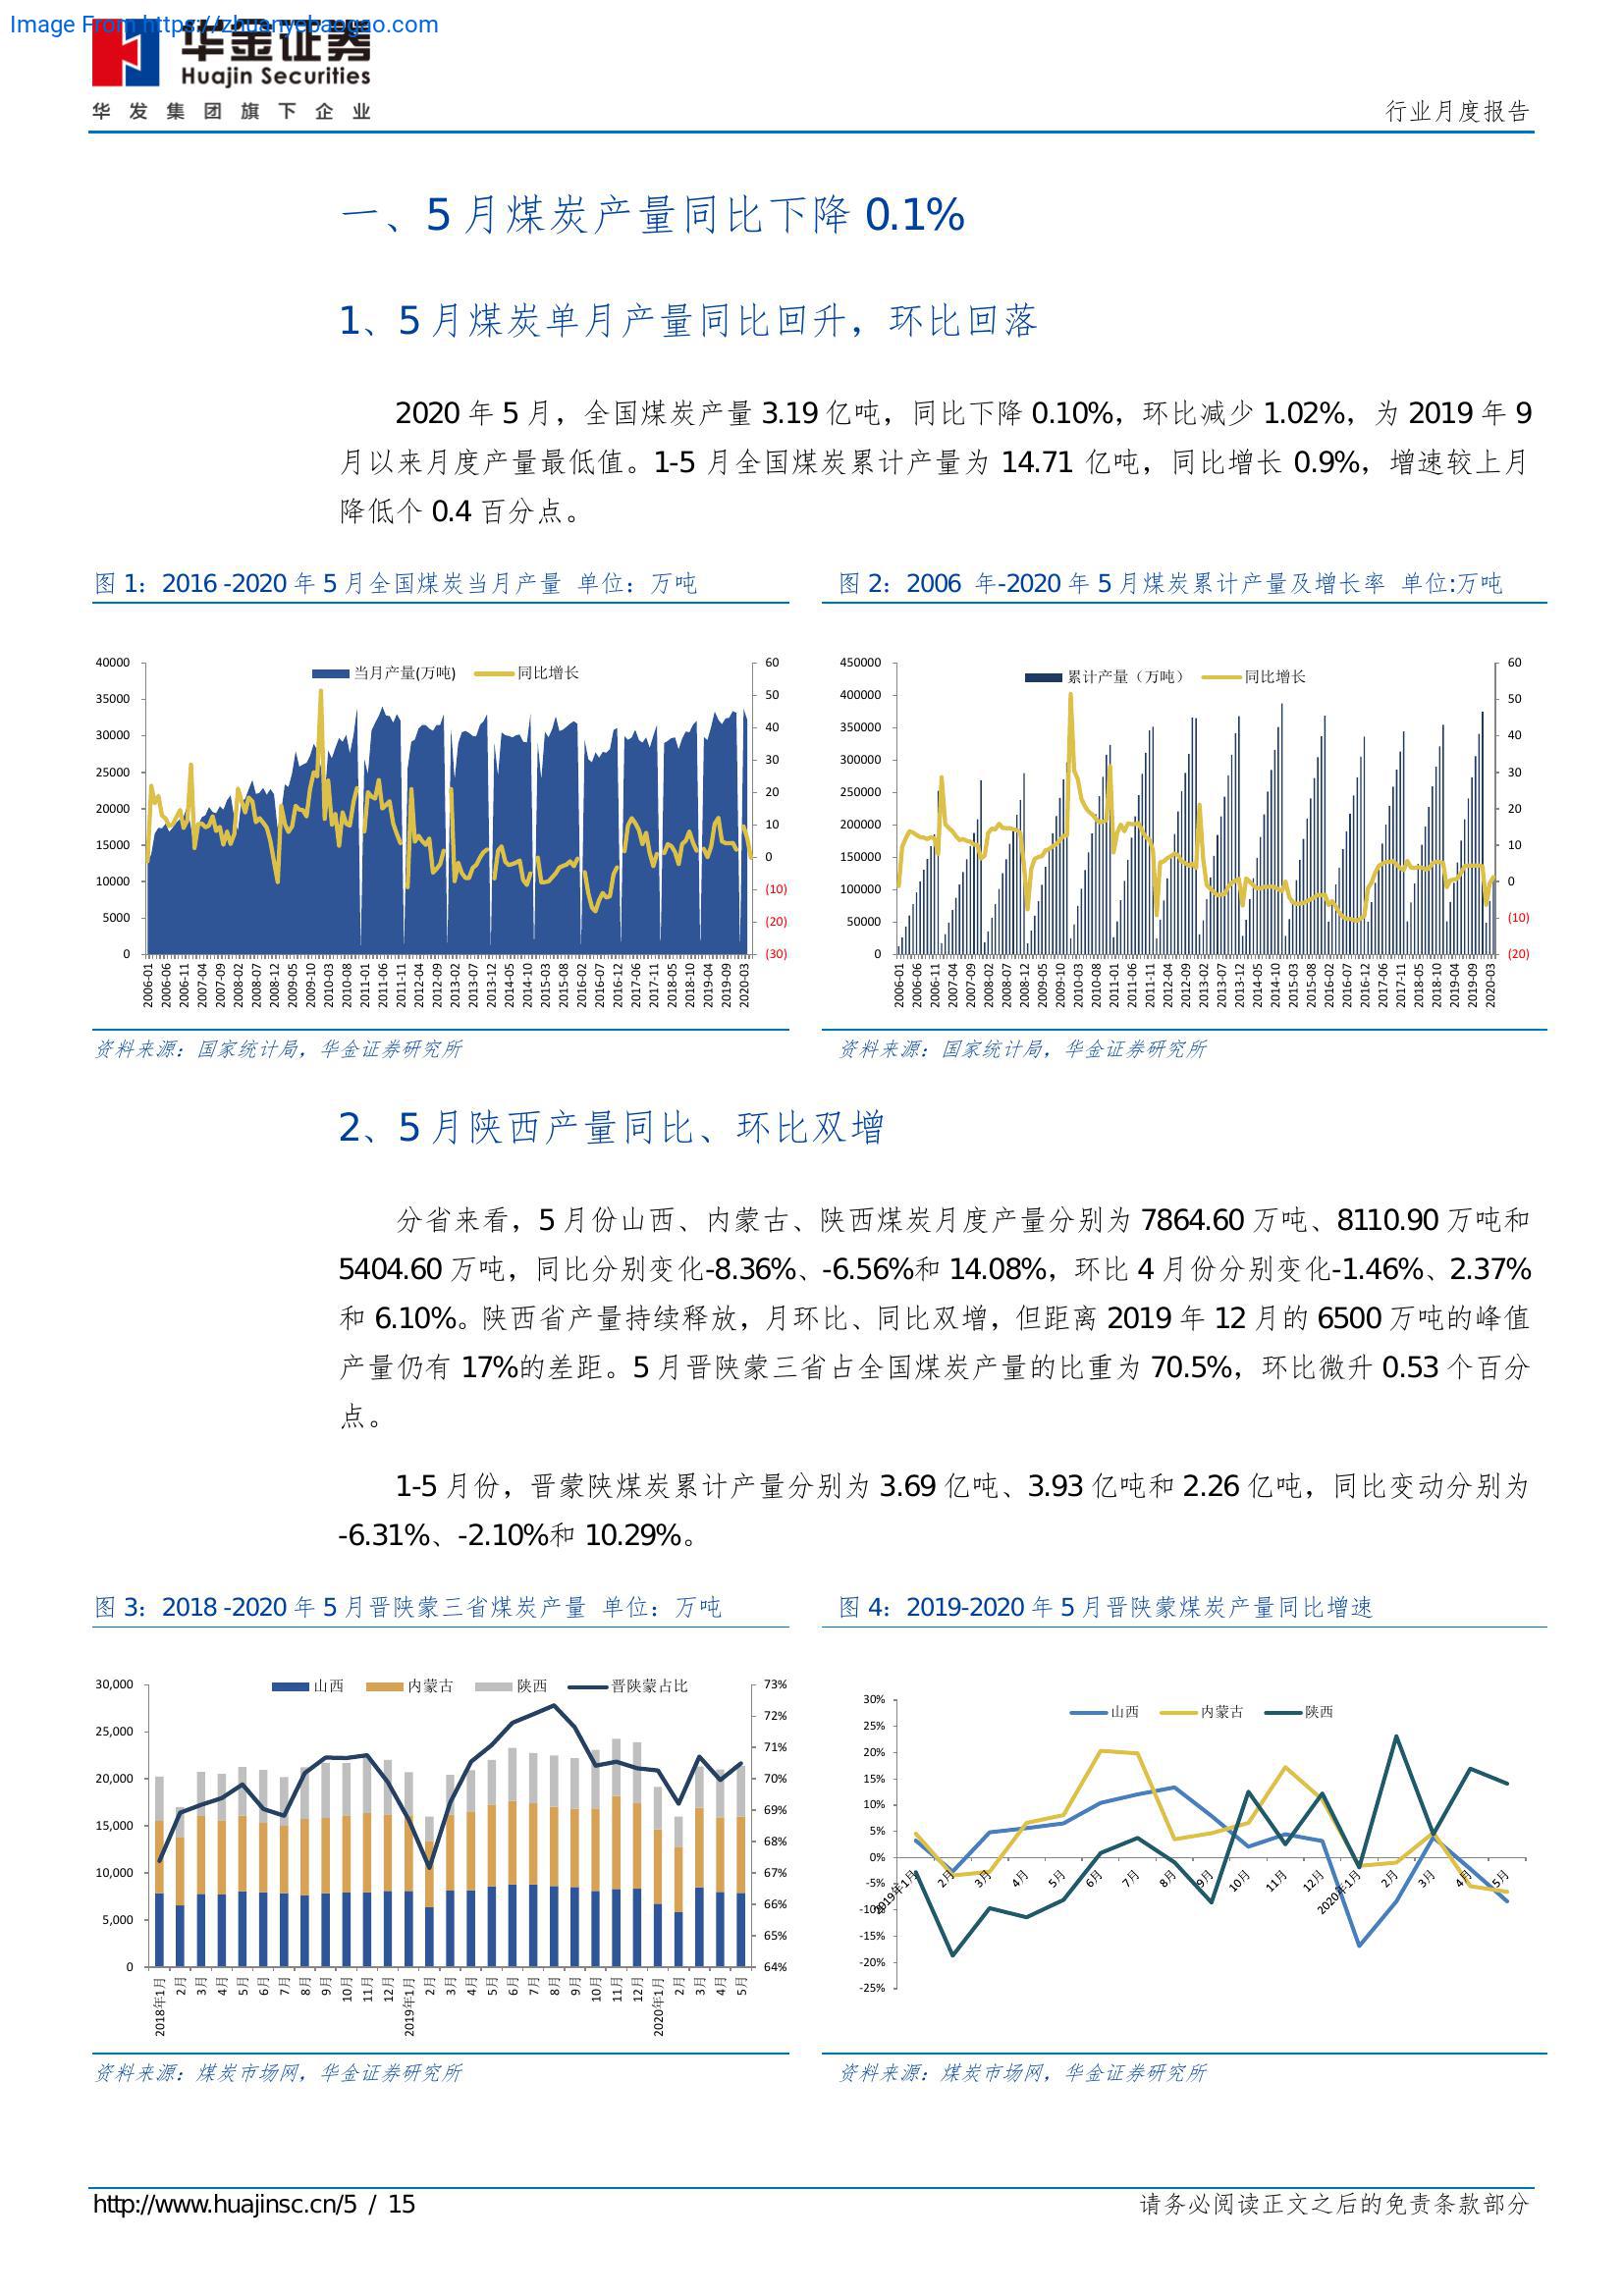 Image From https://zhuanyebaogao.com
华金证券
Huajin Securities
华发集团旗下企业
行业月度报告
一、5 月煤炭产量同比下降 0.1%
1、5 月煤炭单月产量同比回升，环比回落
2020 年 5 月，全国煤炭产量 3.19 亿吨，同比下降 0.10%，环比减少 1.02%，为 2019 年 9
月以来月度产量最低值。1-5 月全国煤炭累计产量为 14.71 亿吨，同比增长 0.9%，增速较上月
降低个 0.4 百分点。
图 1：2016 -2020 年 5 月全国煤炭当月产量 单位：万吨
当月产量(万吨) 同比增长
40000
35000
30000
25000
20000
15000
10000
5000
0
60
50
40
30
20
10
0
(10)
(20)
(30)
2006-01 2006-06 2006-11 2007-04 2007-09 2008-02 2008-07 2008-12 2009-05 2009-10 2010-03 2010-08 2011-01 2011-06 2011-11 2012-04 2012-09 2013-02 2013-07 2013-12 2014-05 2014-10 2015-03 2015-08 2016-02 2016-07 2016-12 2017-06 2017-11 2018-05 2018-10 2019-04 2019-09 2020-03
资料来源：国家统计局，华金证券研究所
图 2：2006 年-2020 年 5 月煤炭累计产量及增长率 单位:万吨
累计产量（万吨） 同比增长
450000
400000
350000
300000
250000
200000
150000
100000
50000
0
60
50
40
30
20
10
0
(10)
(20)
2006-01 2006-06 2006-11 2007-04 2007-09 2008-02 2008-07 2008-12 2009-05 2009-10 2010-03 2010-08 2011-01 2011-06 2011-11 2012-04 2012-09 2013-02 2013-07 2013-12 2014-05 2014-10 2015-03 2015-08 2016-02 2016-07 2016-12 2017-06 2017-11 2018-05 2018-10 2019-04 2019-09 2020-03
资料来源：国家统计局，华金证券研究所
2、5 月陕西产量同比、环比双增
分省来看，5 月份山西、内蒙古、陕西煤炭月度产量分别为 7864.60 万吨、8110.90 万吨和
5404.60 万吨，同比分别变化-8.36%、-6.56%和 14.08%，环比 4 月份分别变化-1.46%、2.37%
和 6.10%。陕西省产量持续释放，月环比、同比双增，但距离 2019 年 12 月的 6500 万吨的峰值
产量仍有 17%的差距。5 月晋陕蒙三省占全国煤炭产量的比重为 70.5%，环比微升 0.53 个百分
点。
1-5 月份，晋蒙陕煤炭累计产量分别为 3.69 亿吨、3.93 亿吨和 2.26 亿吨，同比变动分别为
-6.31%、-2.10%和 10.29%。
图 3：2018 -2020 年 5 月晋陕蒙三省煤炭产量 单位：万吨
山西 内蒙古 陕西 晋陕蒙占比
30,000
25,000
20,000
15,000
10,000
5,000
0
73%
72%
71%
70%
69%
68%
67%
66%
65%
64%
2018年1月 2月 3月 4月 5月 6月 7月 8月 9月 10月 11月 12月 2019年1月 2月 3月 4月 5月 6月 7月 8月 9月 10月 11月 12月 2020年1月 2月 3月 4月 5月
资料来源：煤炭市场网，华金证券研究所
图 4：2019-2020 年 5 月晋陕蒙煤炭产量同比增速
山西 内蒙古 陕西
30%
25%
20%
15%
10%
5%
0%
-5%
-10%
-15%
-20%
-25%
2019年1月 2月 3月 4月 5月 6月 7月 8月 9月 10月 11月 12月 2020年1月 2月 3月 4月 5月
资料来源：煤炭市场网，华金证券研究所
http://www.huajinsc.cn/5 / 15
请务必阅读正文之后的免责条款部分